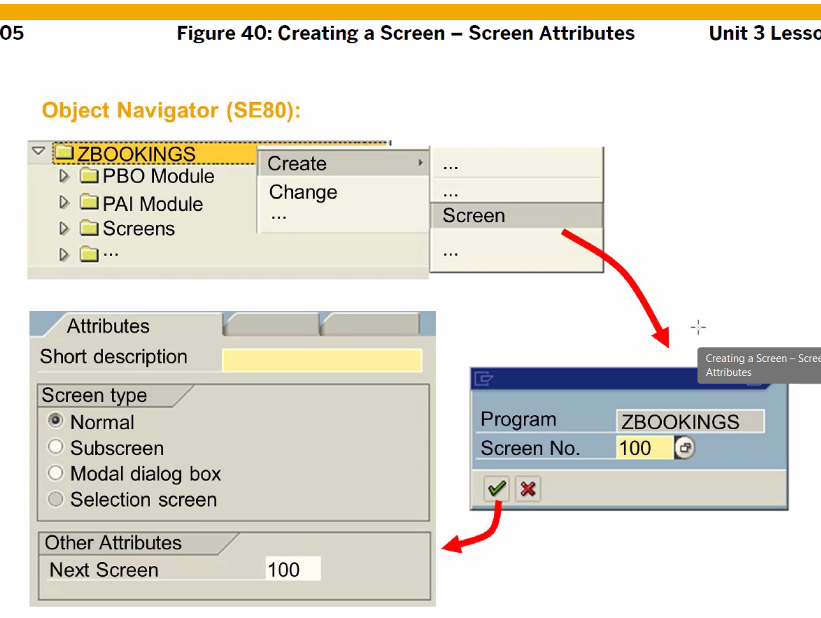 05 Figure 40: Creating a Screen – Screen Attributes Unit 3 Lesso
Object Navigator (SE80):
ZBOOKINGS
PBO Module
PAI Module
Screens
...
Create
Change
...
...
...
Screen
...
Attributes
Short description
Screen type
Normal
Subscreen
Modal dialog box
Selection screen
Other Attributes
Next Screen 100
Creating a Screen – Scree
Attributes
Program ZBOOKINGS
Screen No. 100